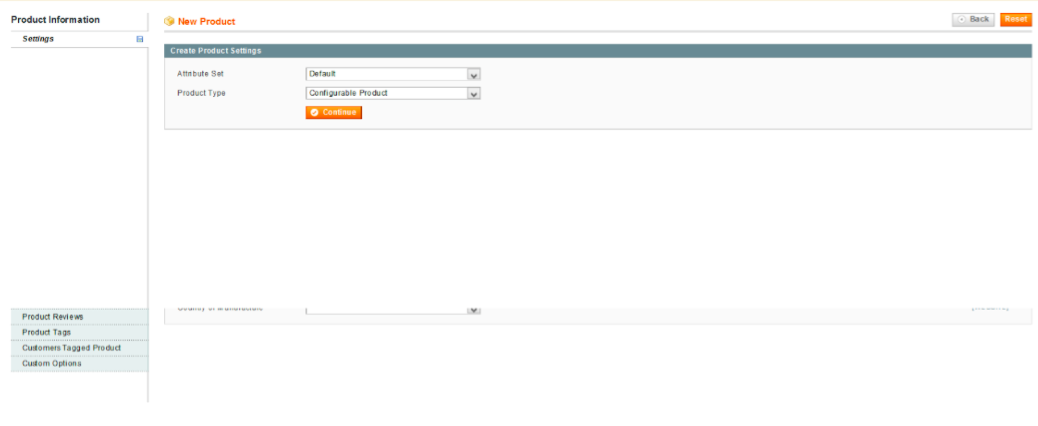 Product Information
New Product
Back
Reset
Settings
Create Product Settings
Attribute Set
Default
Product Type
Configurable Product
Continue
Product Reviews
Product Tags
Customers Tagged Product
Custom Options